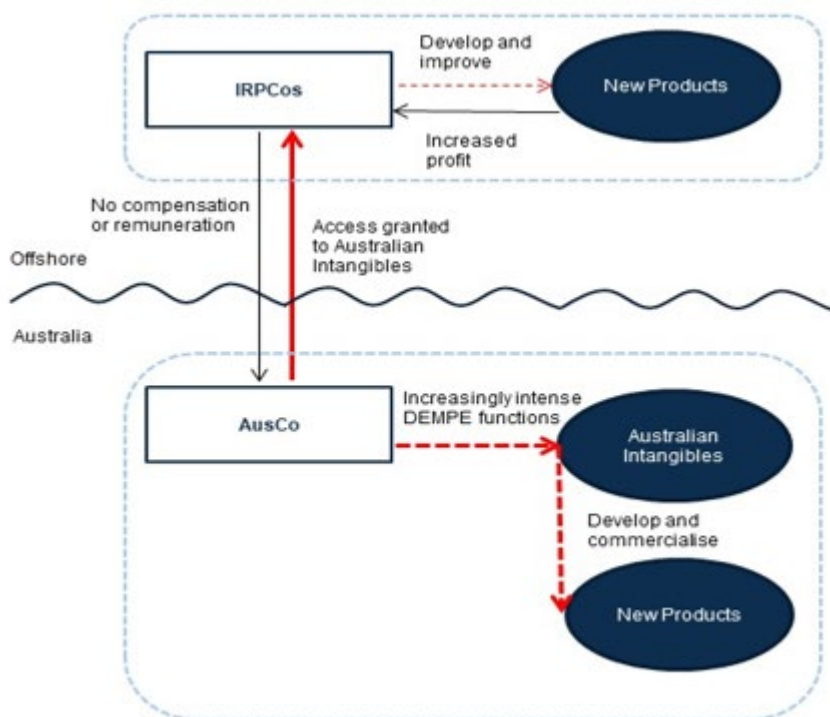 Develop and
improve
IRPCos
New Products
Increased
profit
No compensation
or remuneration
Access granted
to Australian
Intangibles
Offshore
Australia
Increasingly intense
DEMPE functions
AusCo
Australian
Intangibles
Develop and
commercialise
New Products